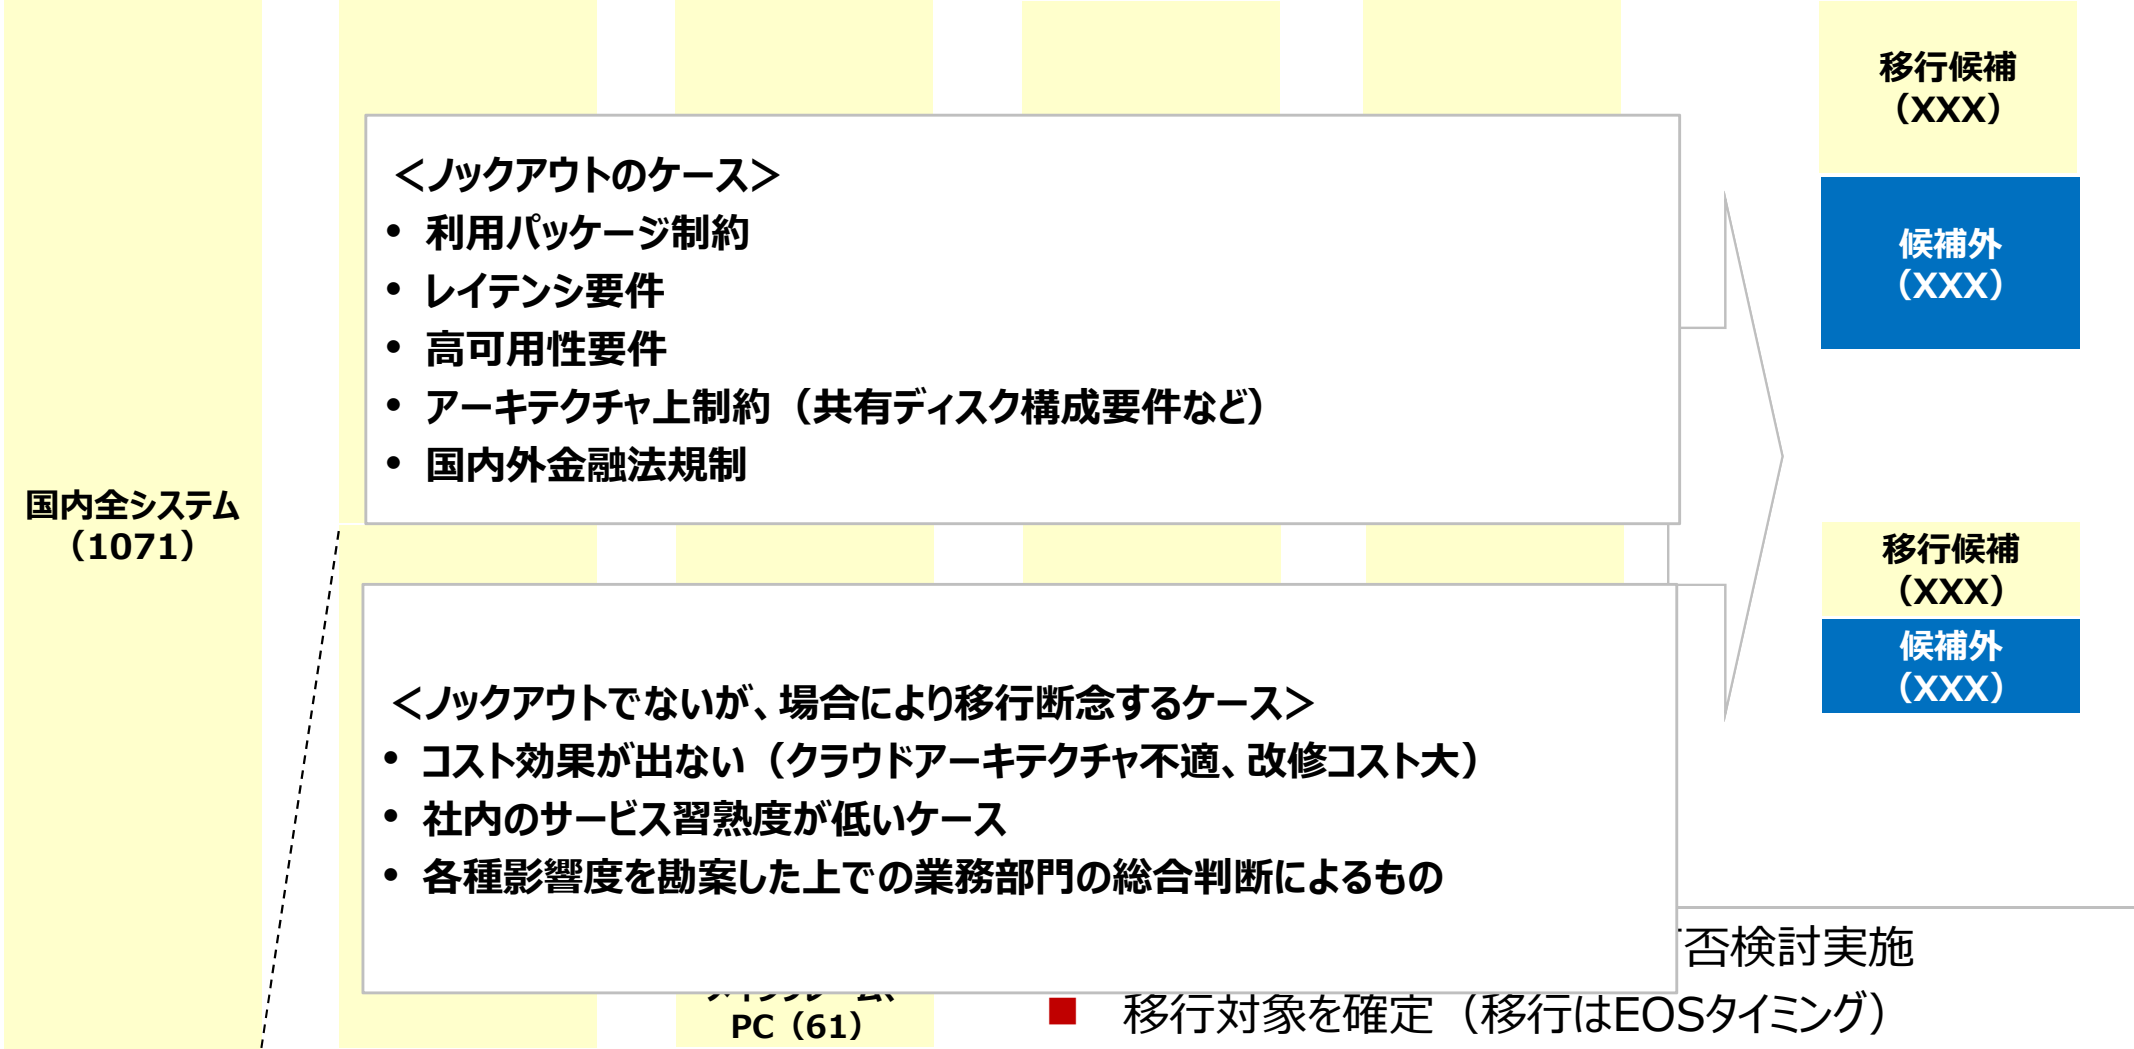 国内全システム
（1071）
＜ノックアウトのケース＞
• 利用パッケージ制約
• レイテンシ要件
• 高可用性要件
• アーキテクチャ上制約（共有ディスク構成要件など）
• 国内外金融法規制
＜ノックアウトでないが、場合により移行断念するケース＞
• コスト効果が出ない（クラウドアーキテクチャ不適、改修コスト大）
• 社内のサービス習熟度が低いケース
• 各種影響度を勘案した上での業務部門の総合判断によるもの
移行候補
（XXX）
候補外
（XXX）
移行候補
（XXX）
候補外
（XXX）
PC（61）
否検討実施
■ 移行対象を確定（移行はEOSタイミング）